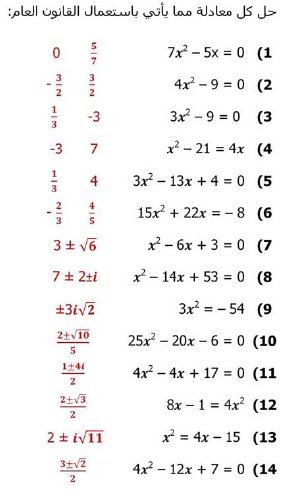 حل كل معادلة مما يأتي باستعمال القانون العام:
(1 7x² – 5x = 0 5/7 0
(2 4x² – 9 = 0 3/2 -3/2
(3 3x² – 9 = 0 -3 1/3
(4 x² – 21 = 4x 7 -3
(5 3x² – 13x + 4 = 0 4 1/3
(6 15x² + 22x = – 8 4/5 -2/3
(7 x² – 6x + 3 = 0 3 ± √6
(8 x² – 14x + 53 = 0 7 ± 2±i
(9 3x² = – 54 ±3i√2
(10 25x² – 20x – 6 = 0 2±√10/5
(11 4x² – 4x + 17 = 0 1±4i/2
(12 8x – 1 = 4x² 2±√3/2
(13 x² = 4x – 15 2 ± i√11
(14 4x² – 12x + 7 = 0 3±√2/2